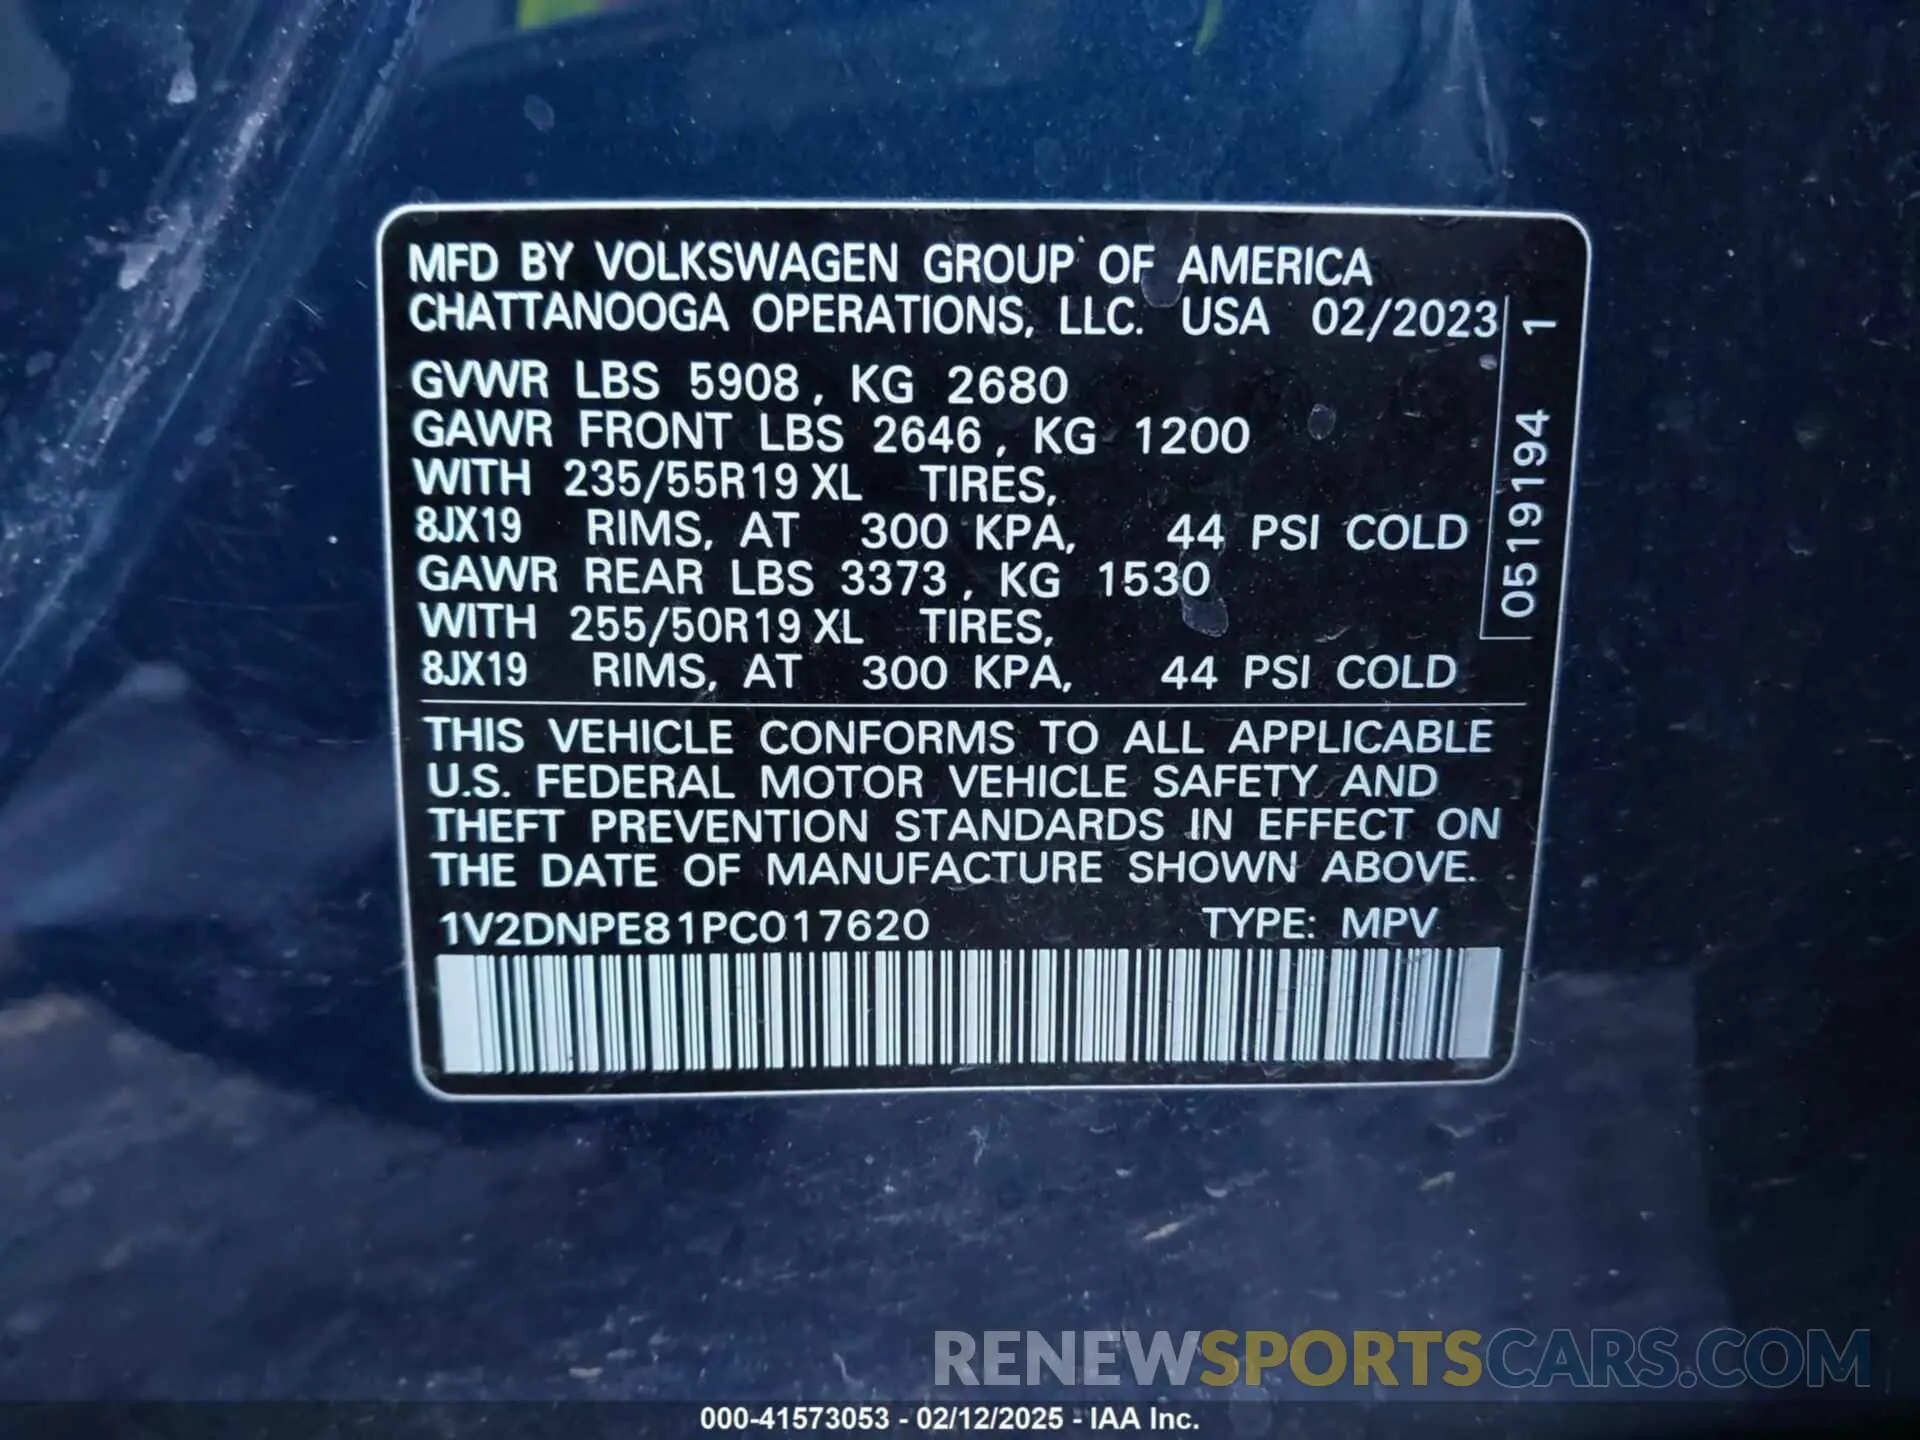 MFD BY VOLKSWAGEN GROUP OF AMERICA
CHATTANOOGA OPERATIONS, LLC. USA 02/2023
GVWR LBS 5908, KG 2680
GAWR FRONT LBS 2646, KG 1200
WITH 235/55R19 XL TIRES,
8JX19 RIMS, AT 300 KPA, 44 PSI COLD
GAWR REAR LBS 3373, KG 1530
WITH 255/50R19 XL TIRES,
8JX19 RIMS, AT 300 KPA, 44 PSI COLD
0519194 1
THIS VEHICLE CONFORMS TO ALL APPLICABLE
U.S. FEDERAL MOTOR VEHICLE SAFETY AND
THEFT PREVENTION STANDARDS IN EFFECT ON
THE DATE OF MANUFACTURE SHOWN ABOVE.
1V2DNPE81PC017620 TYPE: MPV
RENEWSPORTSCARS.COM
000-41573053 - 02/12/2025 - IAA Inc.